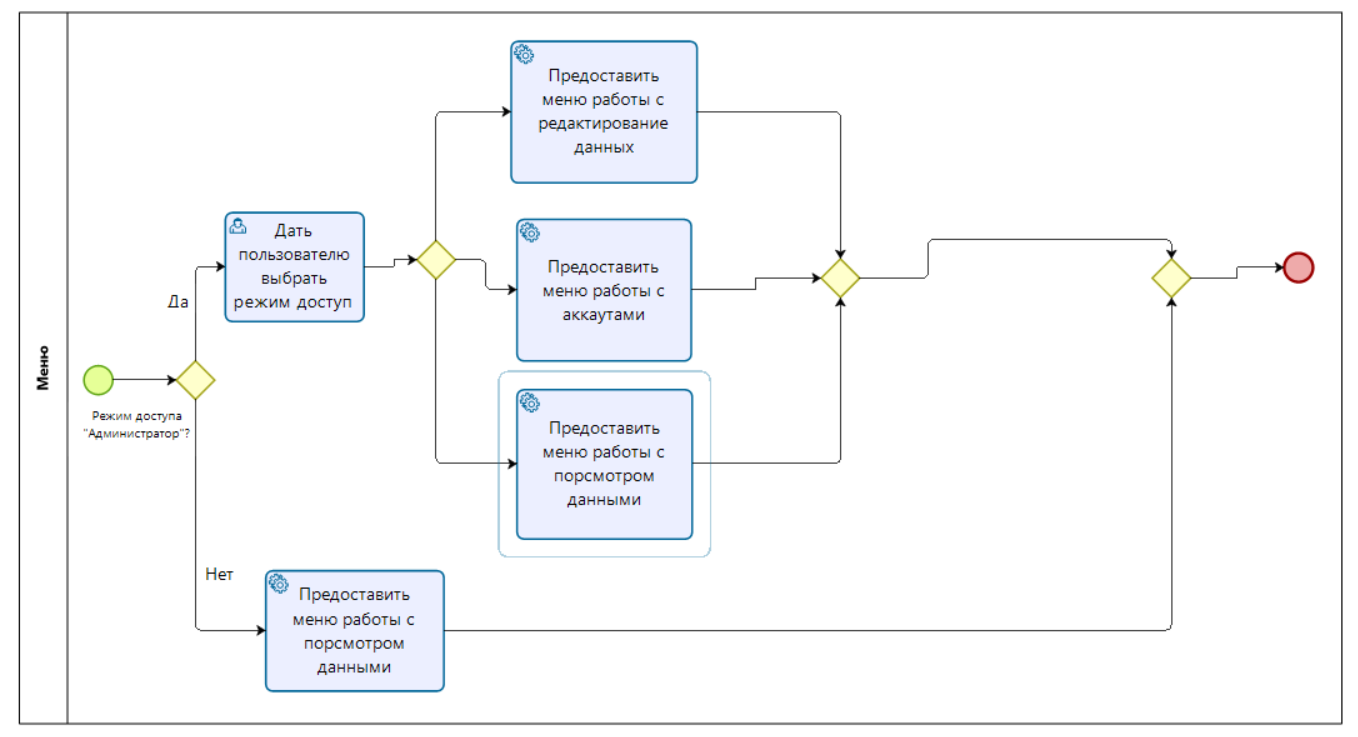 Меню
Режим доступа
"Администратор"?
Да
Нет
Дать
пользователю
выбрать
режим доступ
Предоставить
меню работы с
редактирование
данных
Предоставить
меню работы с
аккаутами
Предоставить
меню работы с
порсмотром
данными
Предоставить
меню работы с
порсмотром
данными